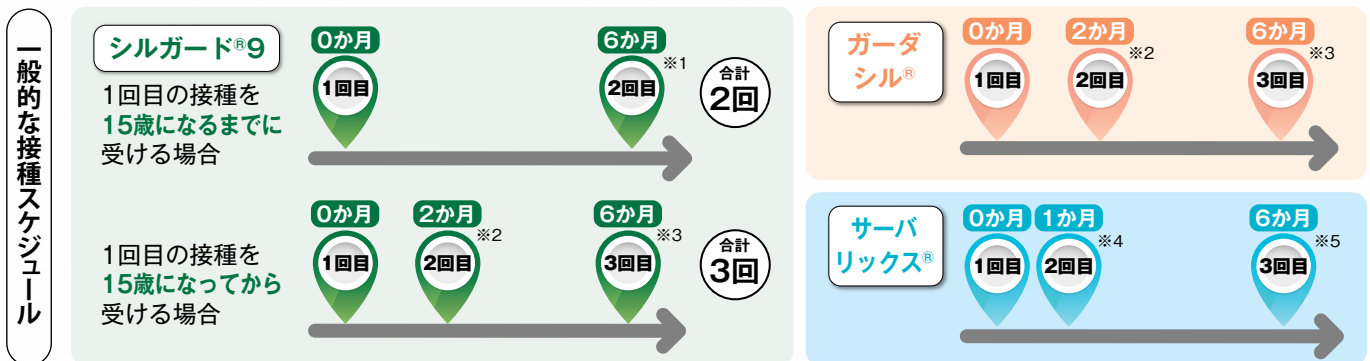 一般的な接種スケジュール
シルガード®9
1回目の接種を
15歳になるまでに
受ける場合
0か月
1回目
6か月
2回目
※1
合計
2回
1回目の接種を
15歳になってから
受ける場合
0か月
1回目
2か月
2回目
※2
6か月
3回目
※3
合計
3回
ガーダ
シル®
0か月
1回目
2か月
2回目
※2
6か月
3回目
※3
サーバ
リックス®
0か月
1回目
1か月
2回目
※4
6か月
3回目
※5